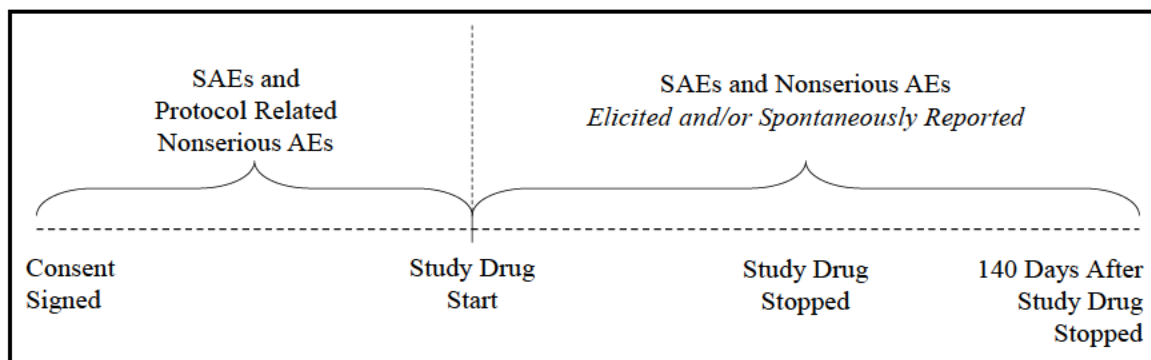 SAEs and
Protocol Related
Nonserious AEs
SAEs and Nonserious AEs
Elicited and/or Spontaneously Reported
Consent
Signed
Study Drug
Start
Study Drug
Stopped
140 Days After
Study Drug
Stopped